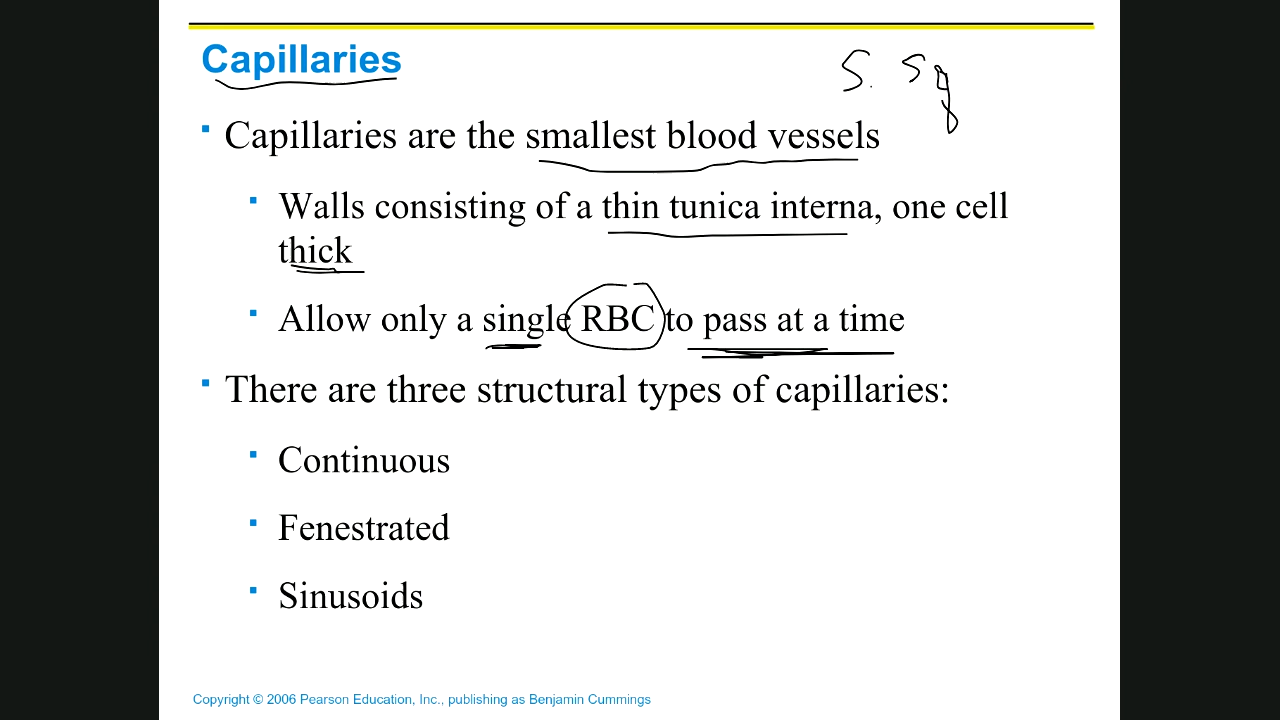 Capillaries
S. Sq
Capillaries are the smallest blood vessels
Walls consisting of a thin tunica interna, one cell
thick
Allow only a single RBC to pass at a time
There are three structural types of capillaries:
Continuous
Fenestrated
Sinusoids
Copyright © 2006 Pearson Education, Inc., publishing as Benjamin Cummings